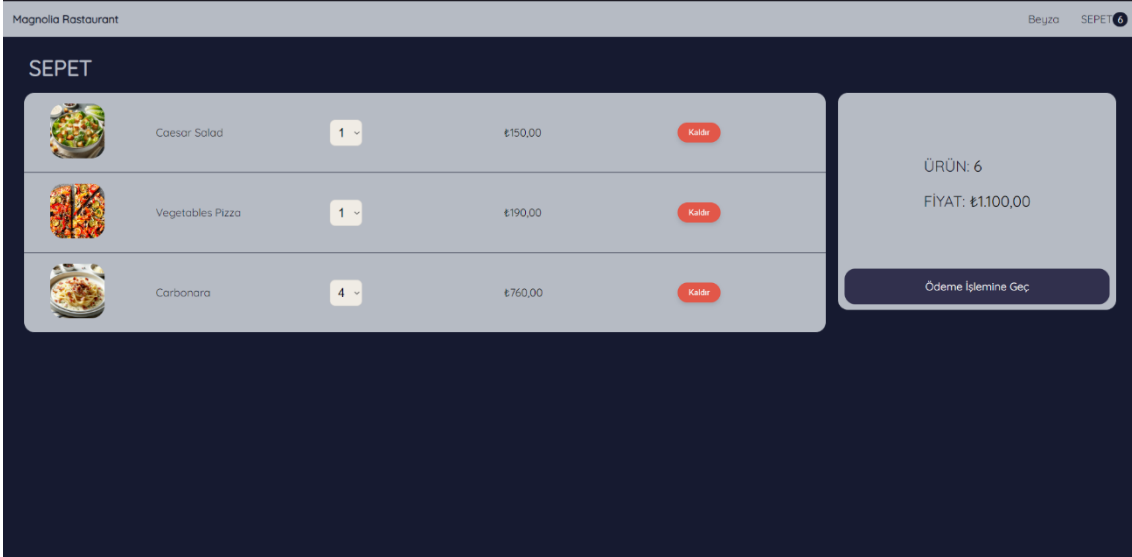 Magnolia Rastaurant
Beyza SEPET 6
SEPET
Caesar Salad 1 ₺150,00 Kaldır
Vegetables Pizza 1 ₺190,00 Kaldır
Carbonara 4 ₺760,00 Kaldır
ÜRÜN: 6
FİYAT: ₺1.100,00
Ödeme İşlemine Geç